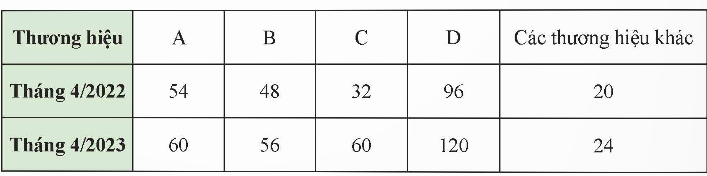 Thương hiệu A B C D Các thương hiệu khác
Tháng 4/2022 54 48 32 96 20
Tháng 4/2023 60 56 60 120 24